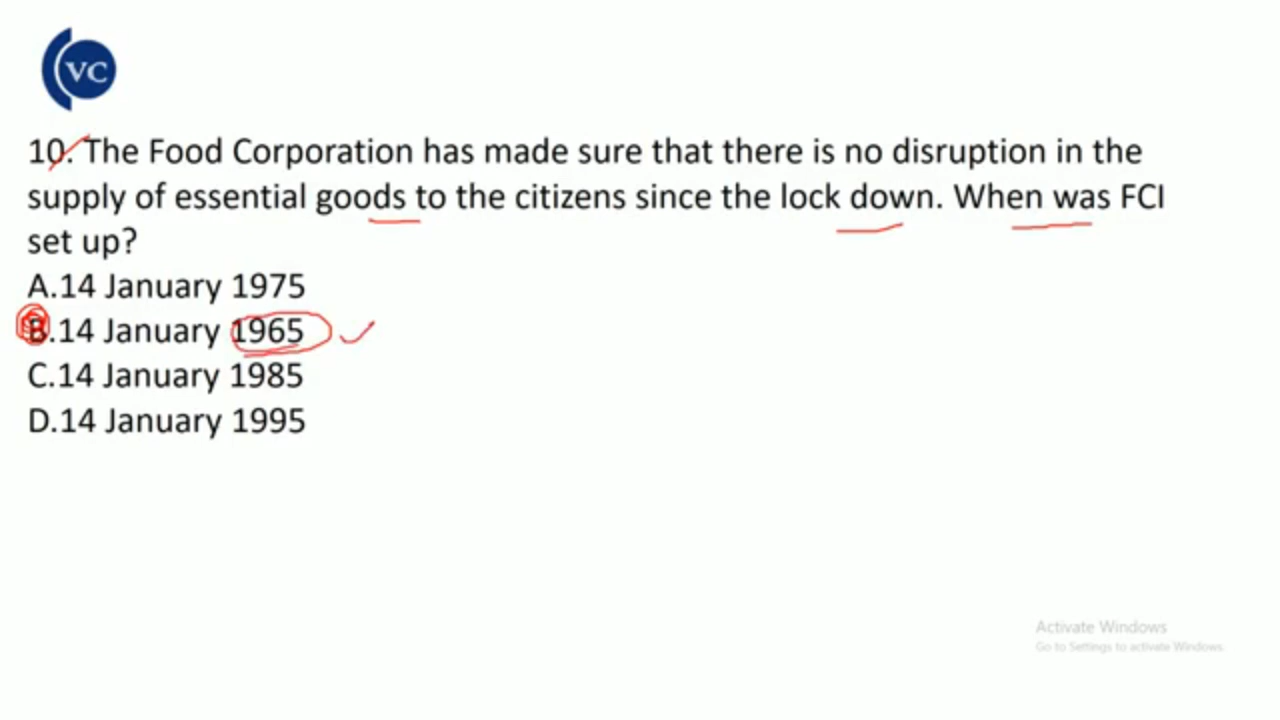 VC
10. The Food Corporation has made sure that there is no disruption in the
supply of essential goods to the citizens since the lock down. When was FCI
set up?
A.14 January 1975
B.14 January 1965
C.14 January 1985
D.14 January 1995
Activate Windows
Go to Settings to activate Windows.